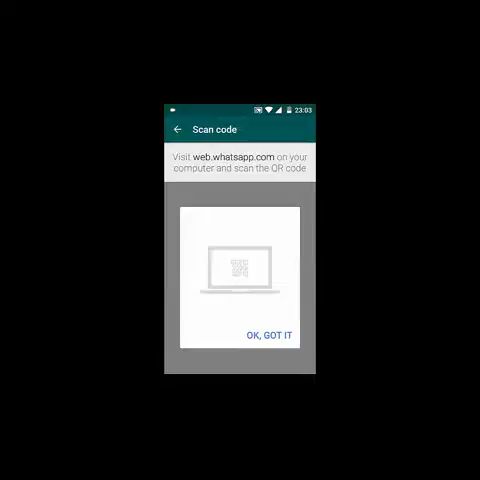 23:03
Scan code
Visit web.whatsapp.com on your
computer and scan the QR code
OK, GOT IT